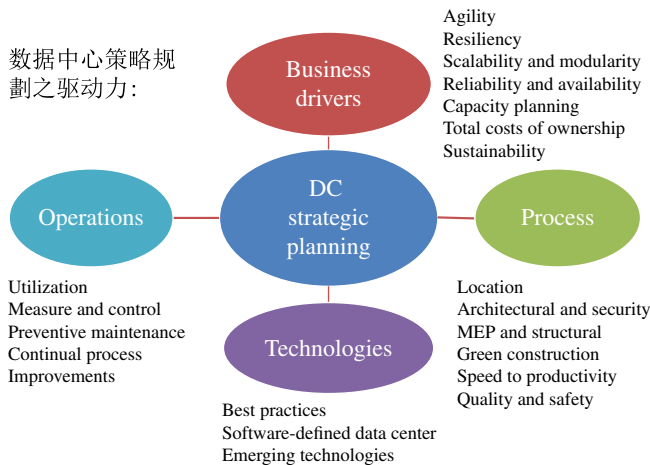 数据中心策略规
劃之驱动力:
Business
drivers
Agility
Resiliency
Scalability and modularity
Reliability and availability
Capacity planning
Total costs of ownership
Sustainability
Operations
DC
strategic
planning
Process
Utilization
Measure and control
Preventive maintenance
Continual process
Improvements
Location
Architectural and security
MEP and structural
Green construction
Speed to productivity
Quality and safety
Technologies
Best practices
Software-defined data center
Emerging technologies